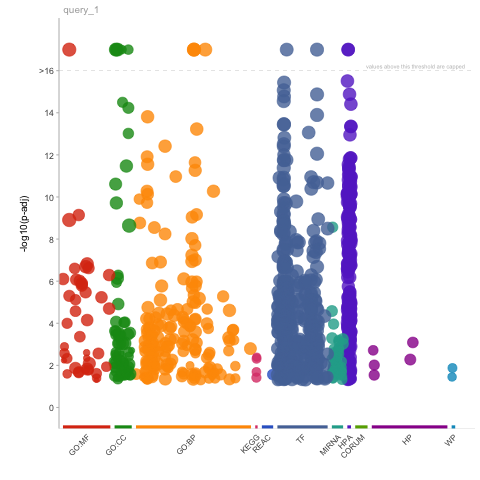 query_1
values above this threshold are capped
>16
14
12
10
8
6
4
2
0
-log10(p-adj)
GO:MF
GO:CC
GO:BP
KEGG
REAC
TF
MIRNA
HPA
CORUM
HP
WP